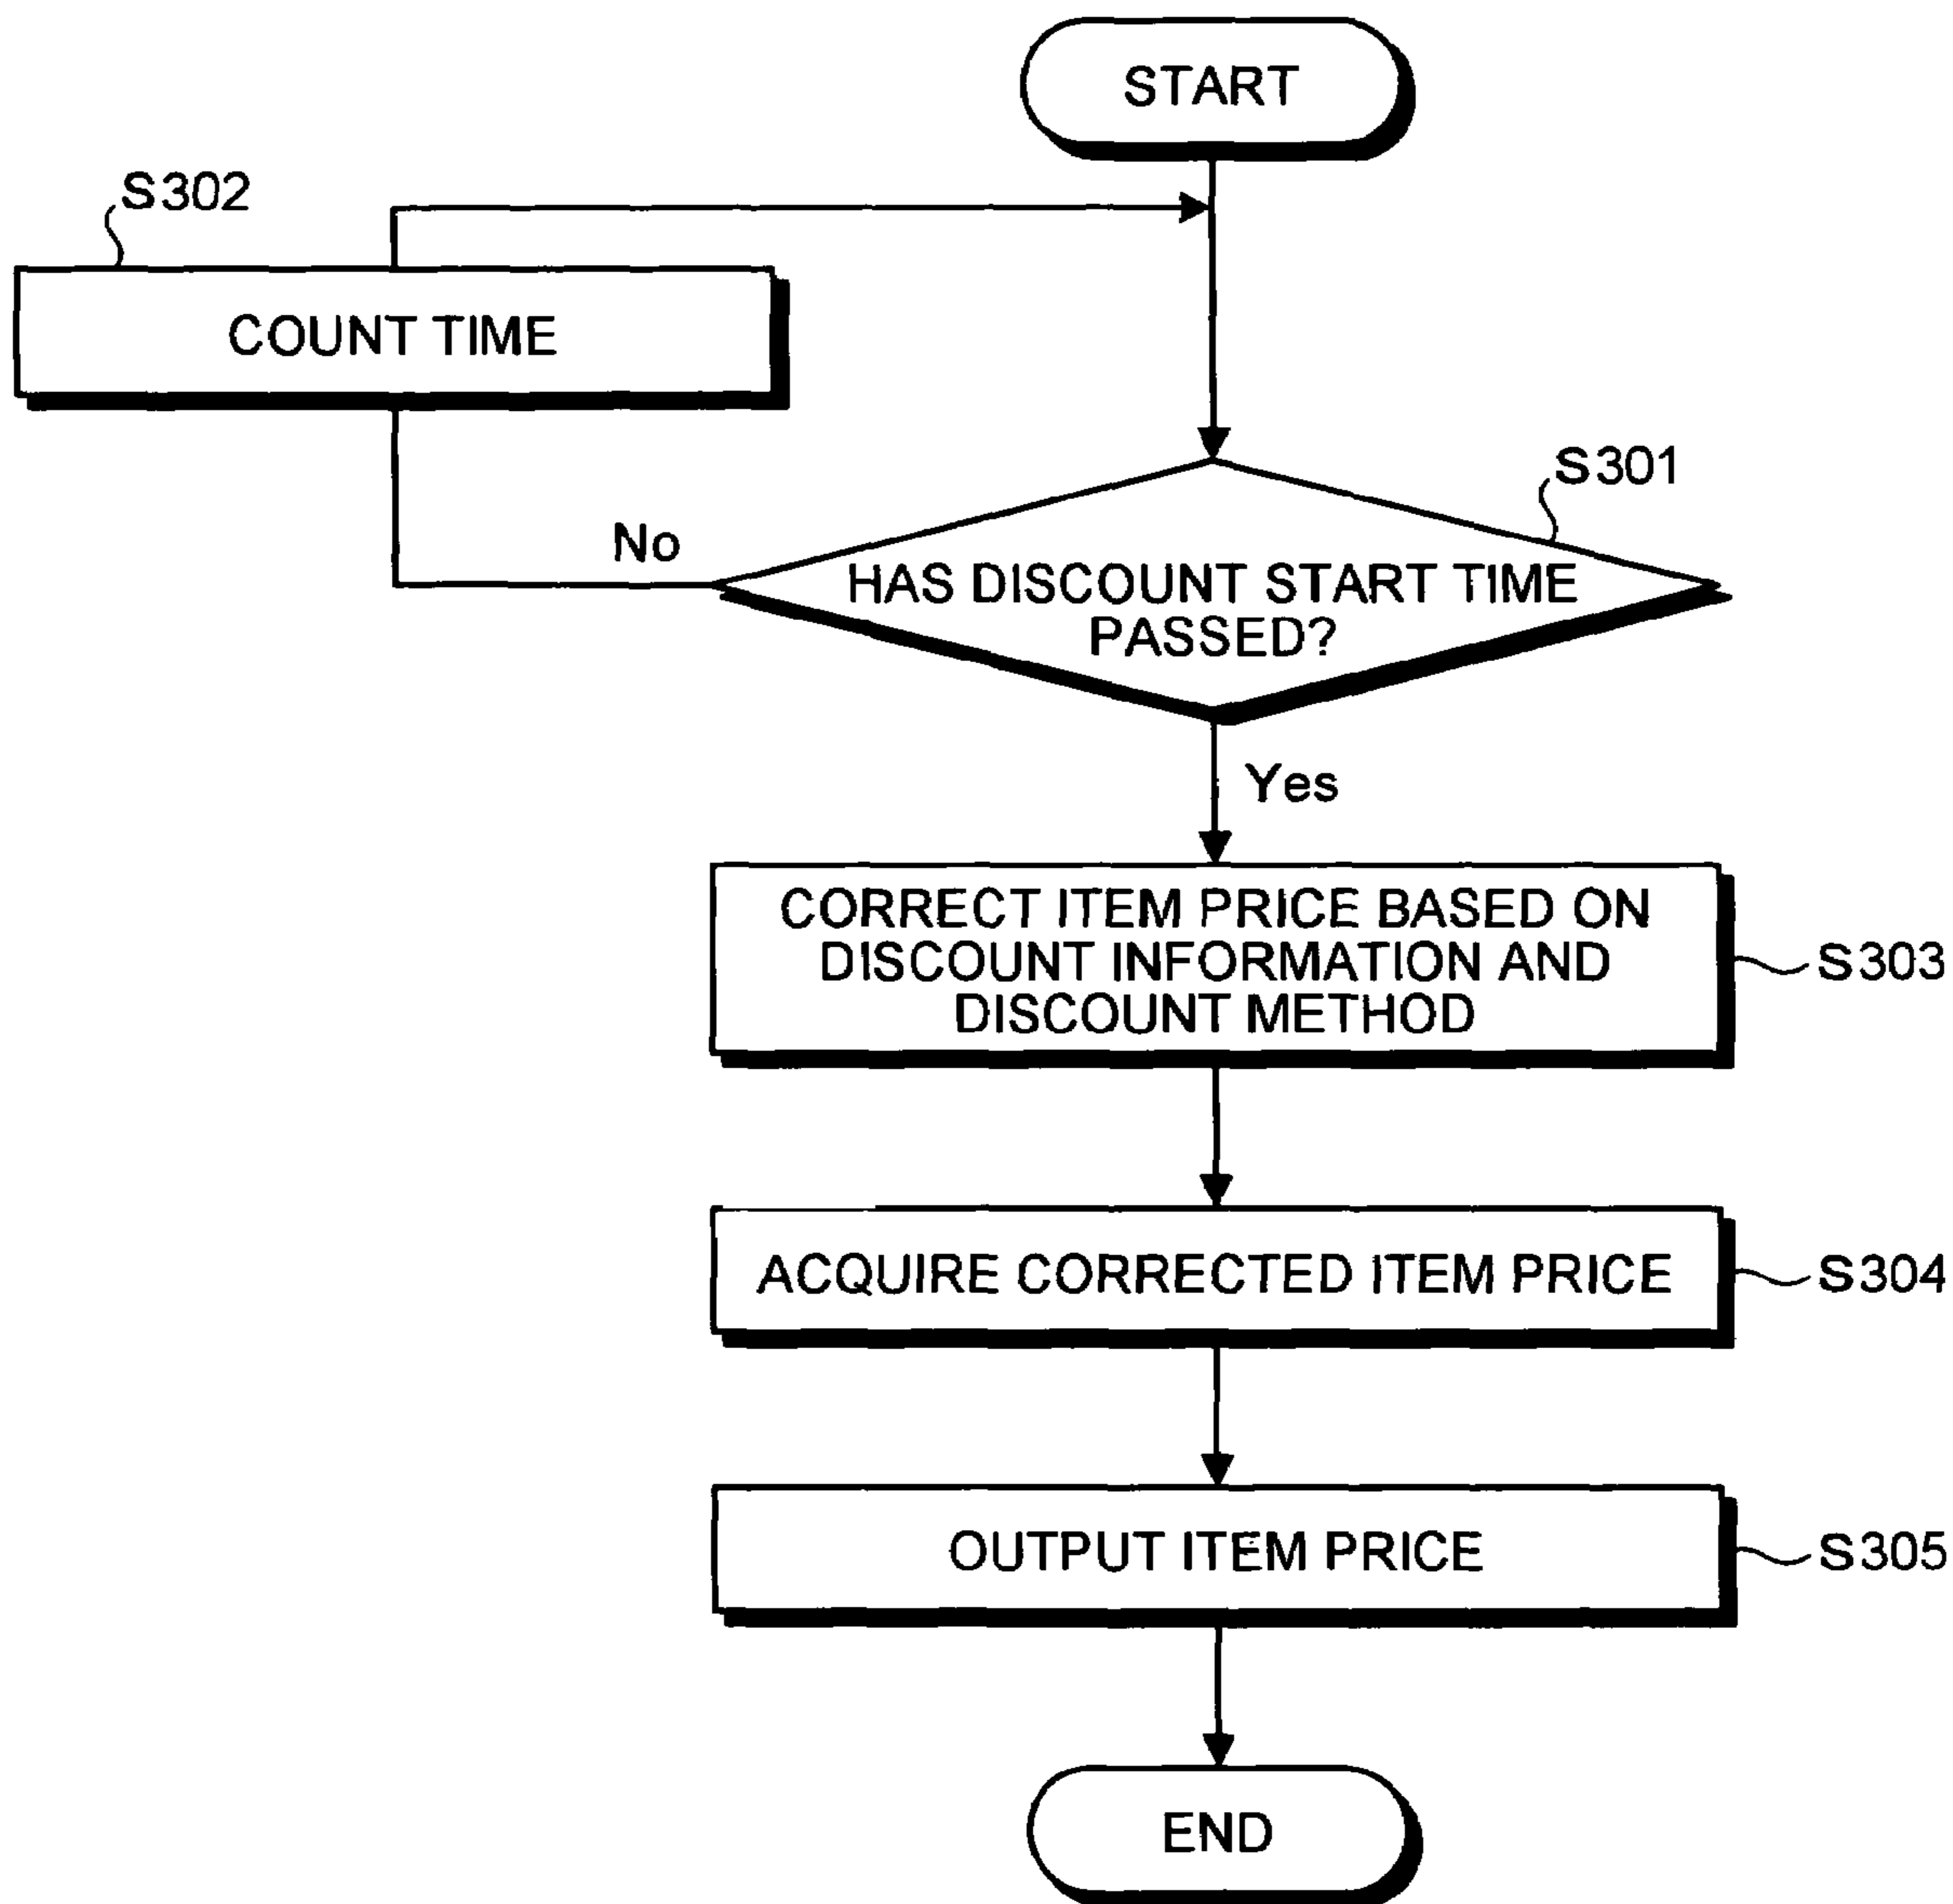 START
S302
COUNT TIME
S301
No
HAS DISCOUNT START TIME
PASSED?
Yes
CORRECT ITEM PRICE BASED ON
DISCOUNT INFORMATION AND
DISCOUNT METHOD
S303
ACQUIRE CORRECTED ITEM PRICE
S304
OUTPUT ITEM PRICE
S305
END